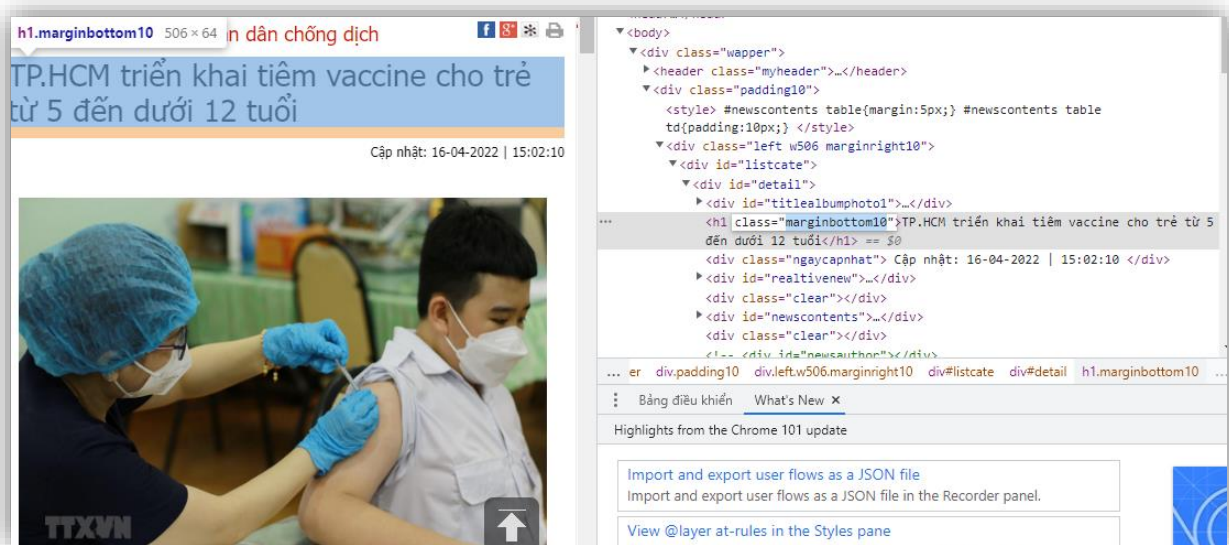 h1.marginbottom10 506 × 64
n dân chống dịch
TP.HCM triển khai tiêm vaccine cho trẻ
từ 5 đến dưới 12 tuổi
Cập nhật: 16-04-2022 | 15:02:10
TTXVN
▼<body>
▼<div class="wapper">
▶<header class="myheader">…</header>
▼<div class="padding10">
<style> #newscontents table{margin:5px;} #newscontents table
td{padding:10px;} </style>
▼<div class="left w506 marginright10">
▼<div id="listcate">
▼<div id="detail">
▶<div id="titlealbumphoto1">…</div>
<h1 class="marginbottom10">TP.HCM triển khai tiêm vaccine cho trẻ từ 5
đến dưới 12 tuổi</h1> == $0
<div class="ngaycapnhat"> Cập nhật: 16-04-2022 | 15:02:10 </div>
▶<div id="realtivenew">…</div>
<div class="clear"></div>
▶<div id="newscontents">…</div>
<div class="clear"></div>
<!-- <div id="newsauthor"></div>
... er div.padding10 div.left.w506.marginright10 div#listcate div#detail h1.marginbottom10 ...
Bảng điều khiển What's New ×
Highlights from the Chrome 101 update
Import and export user flows as a JSON file
Import and export user flows as a JSON file in the Recorder panel.
View @layer at-rules in the Styles pane